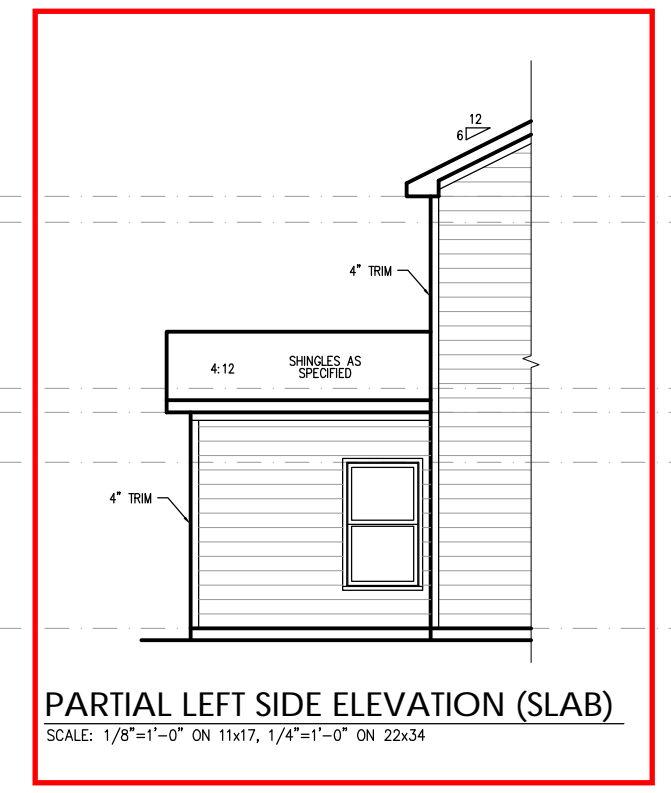 12
6
4" TRIM
4:12
SHINGLES AS
SPECIFIED
4" TRIM
PARTIAL LEFT SIDE ELEVATION (SLAB)
SCALE: 1/8"=1'-0" ON 11x17, 1/4"=1'-0" ON 22x34